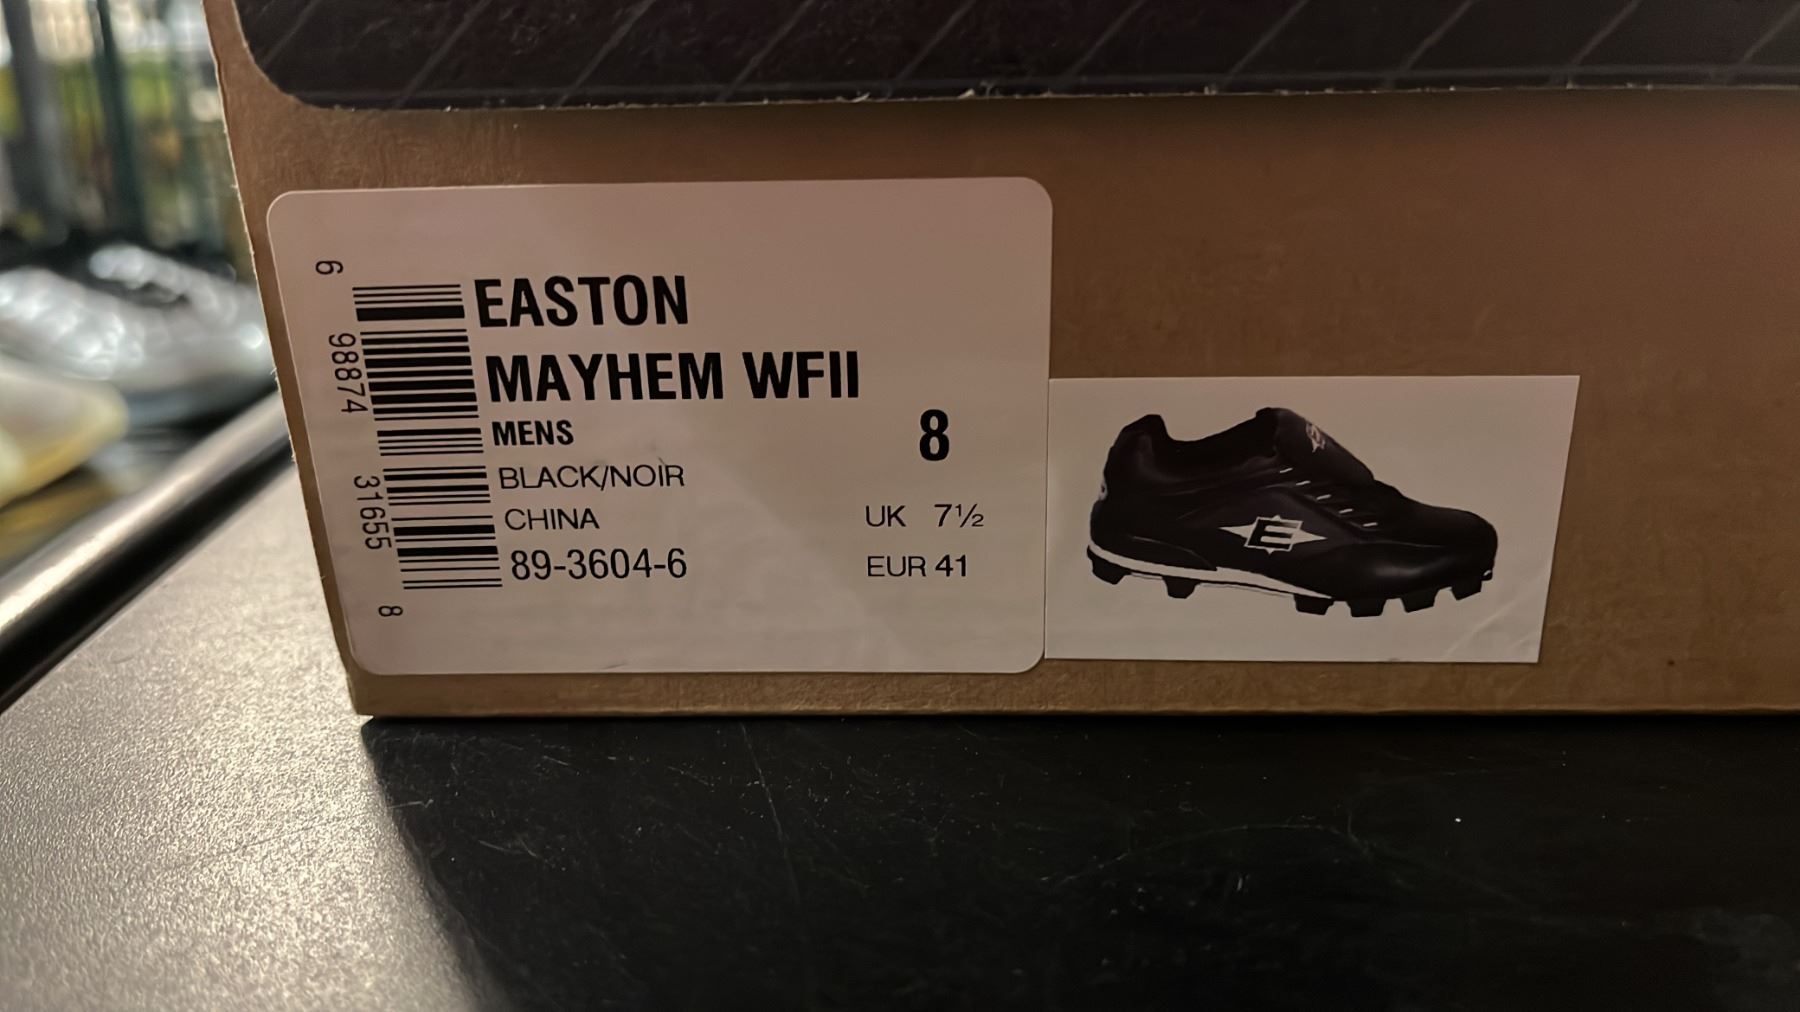 EASTON
MAYHEM WFII
MENS
8
BLACK/NOIR
CHINA
UK 7½
89-3604-6
EUR 41
6 98874 31655 8
E